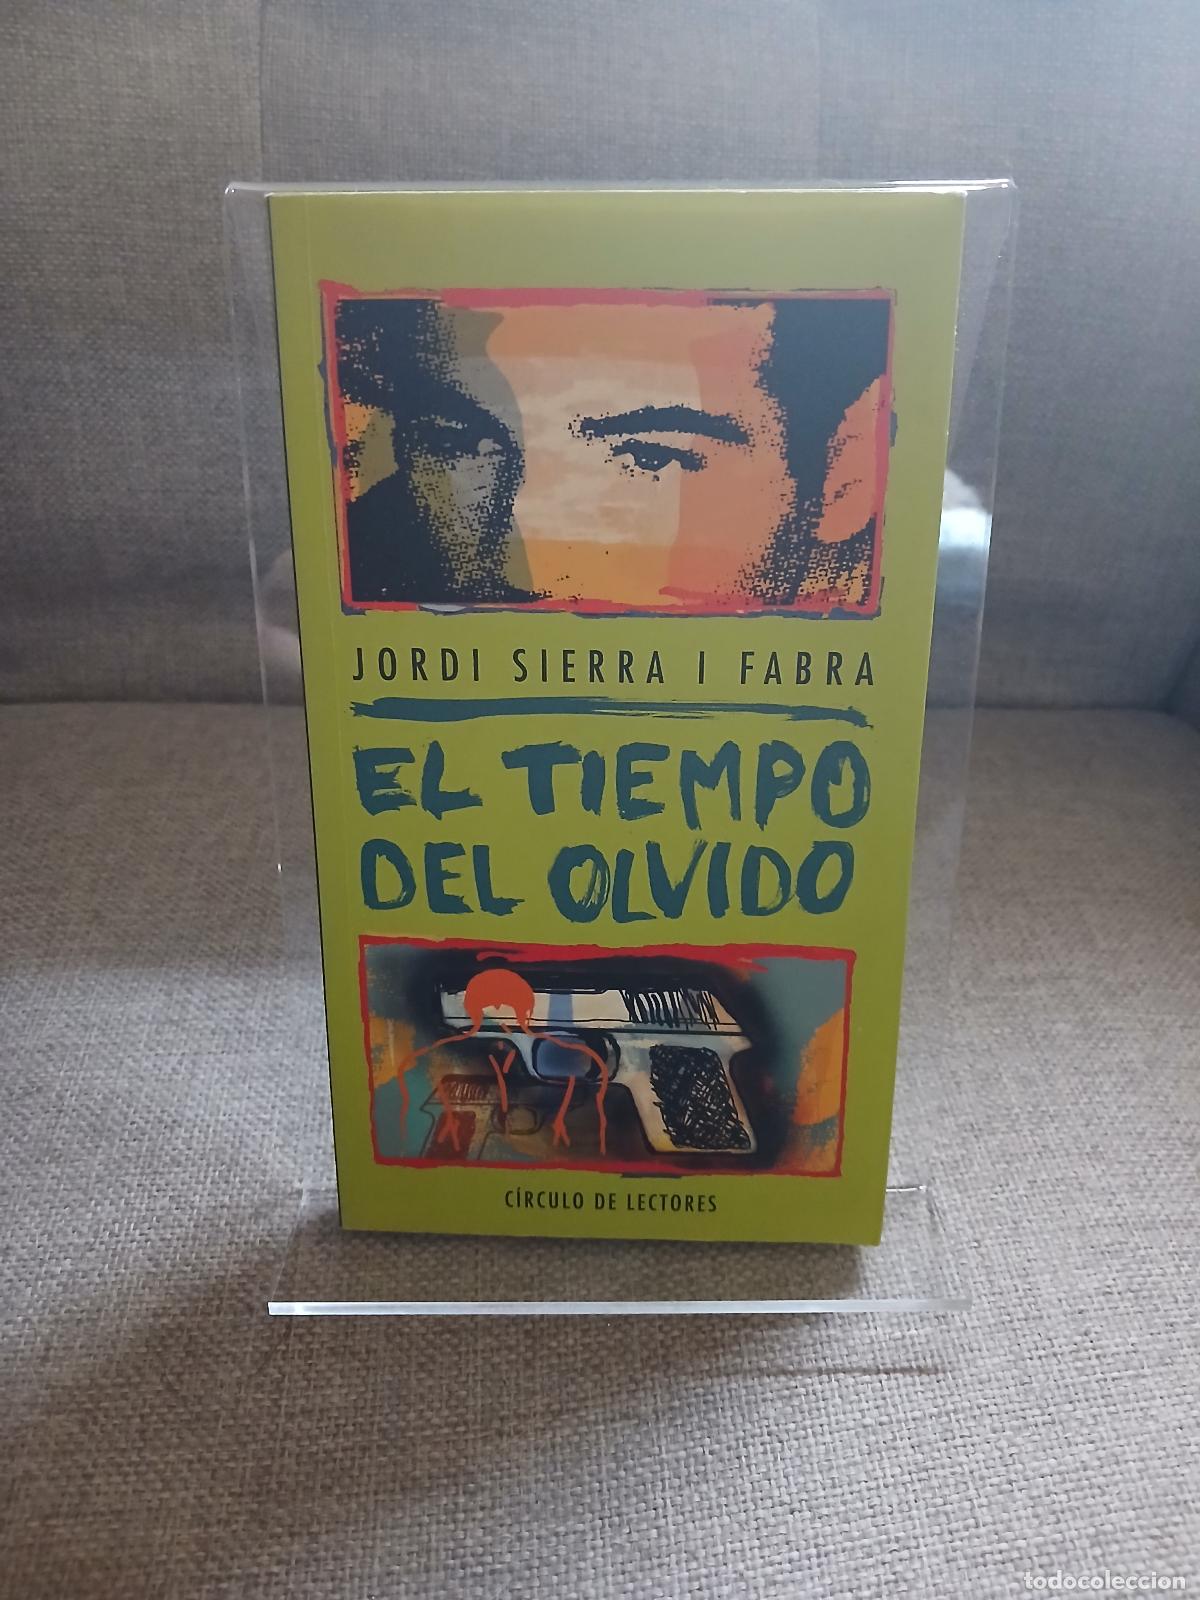 JORDI SIERRA I FABRA
EL TIEMPO
DEL OLVIDO
CÍRCULO DE LECTORES
todocoleccion